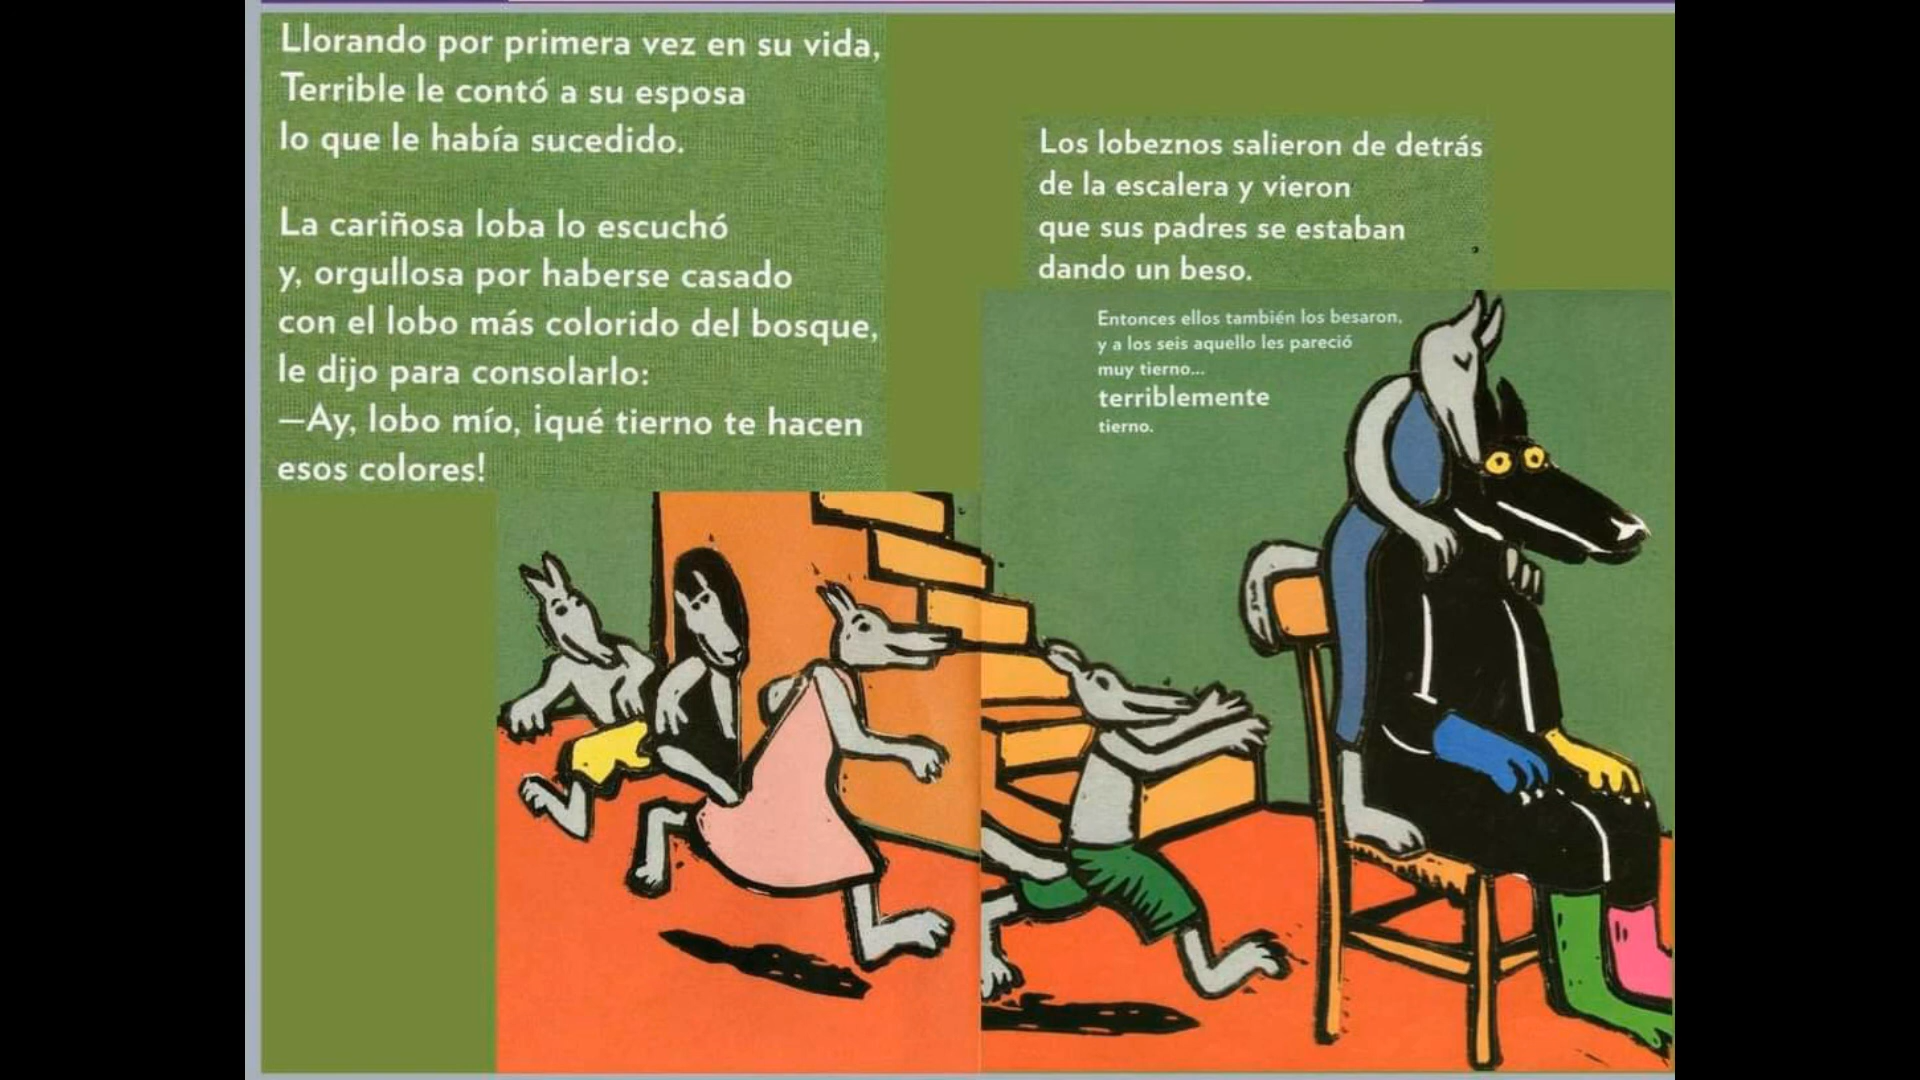 Llorando por primera vez en su vida,
Terrible le contó a su esposa
lo que le había sucedido.
La cariñosa loba lo escuchó
y, orgullosa por haberse casado
con el lobo más colorido del bosque,
le dijo para consolarlo:
—Ay, lobo mío, ¡qué tierno te hacen
esos colores!
Los lobeznos salieron de detrás
de la escalera y vieron
que sus padres se estaban
dando un beso.
Entonces ellos también los besaron,
y a los seis aquello les pareció
muy tierno...
terriblemente
tierno.